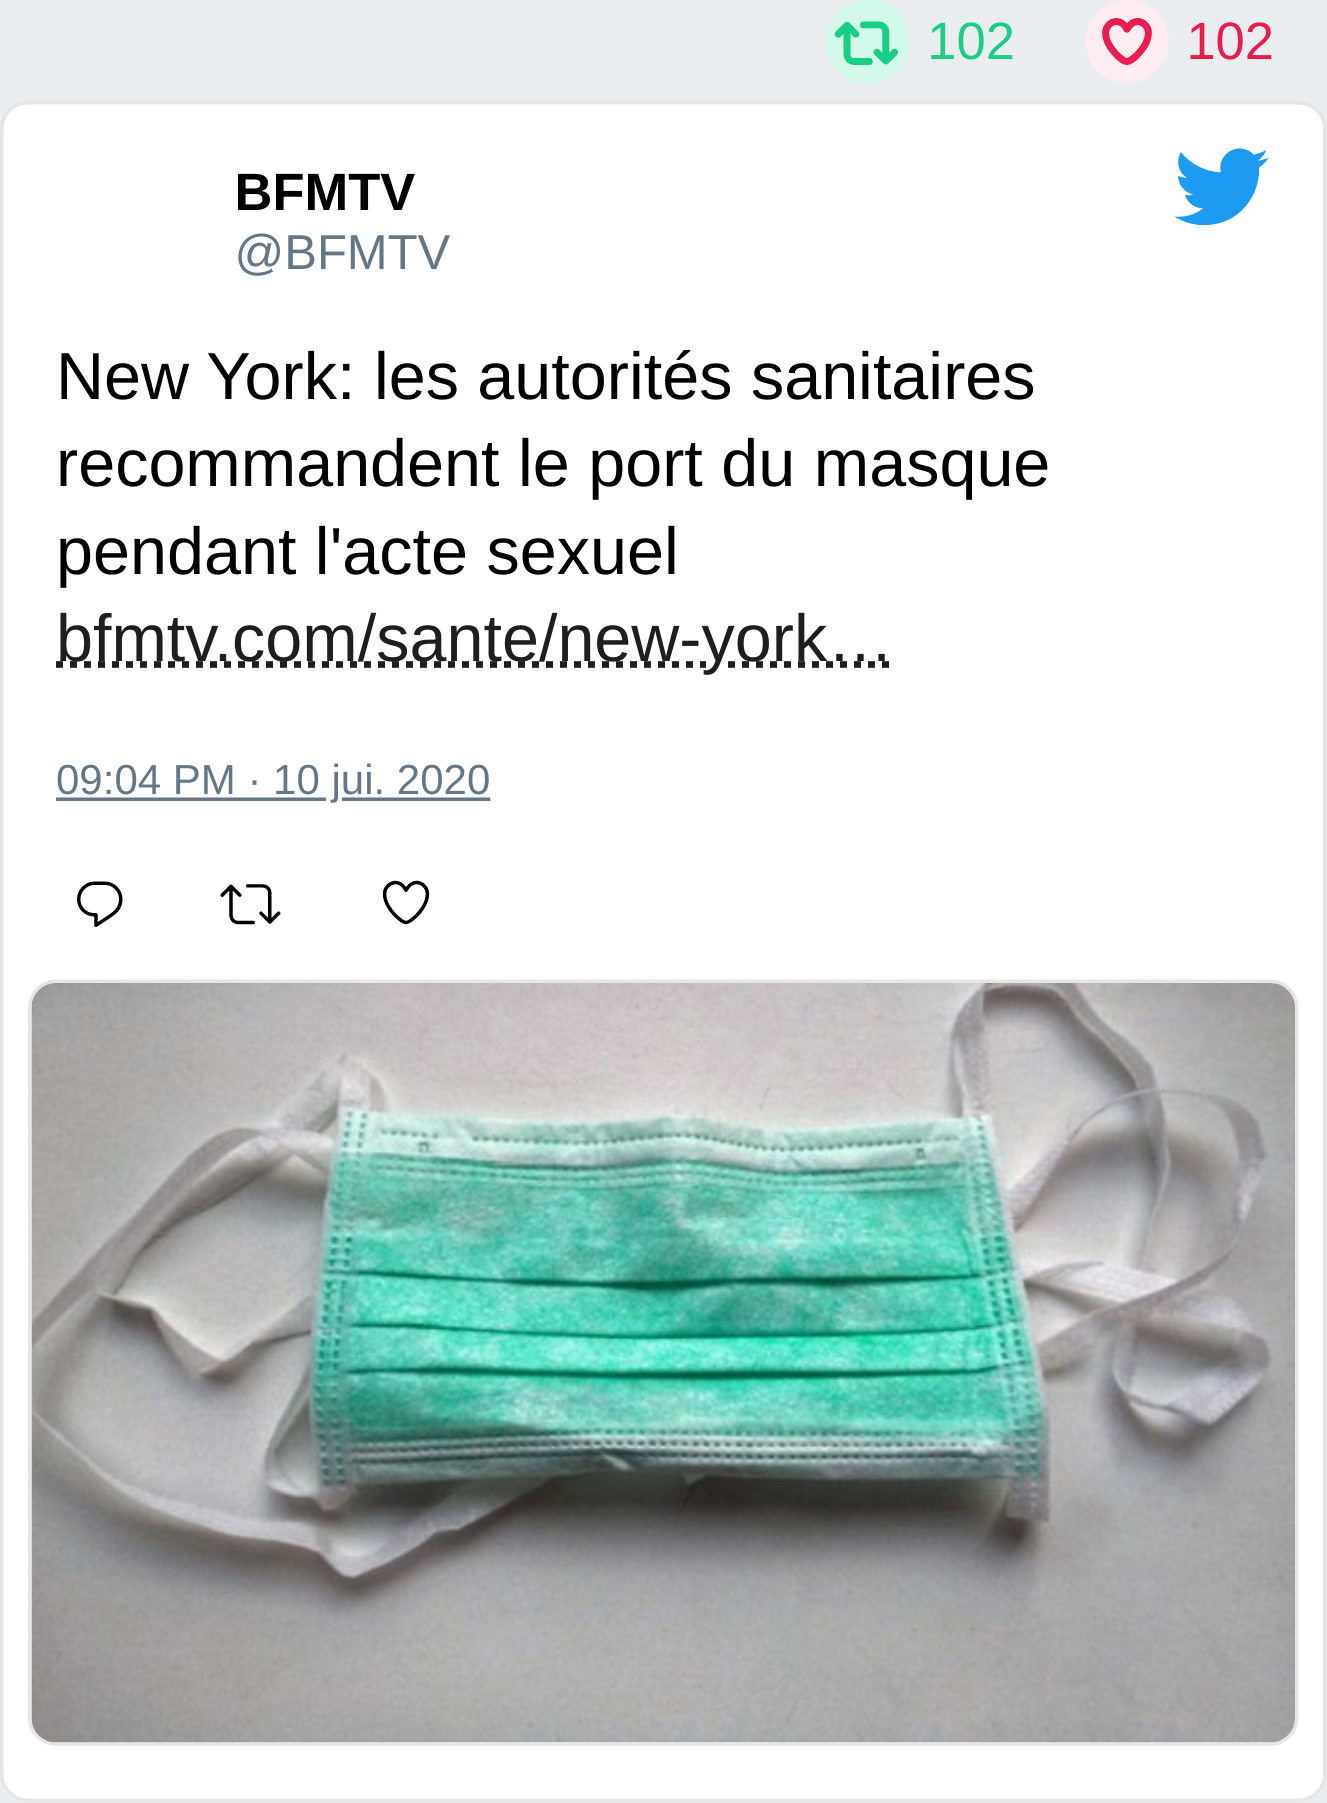 102 102
BFMTV
@BFMTV
New York: les autorités sanitaires
recommandent le port du masque
pendant l'acte sexuel
bfmtv.com/sante/new-york…
09:04 PM · 10 jui. 2020